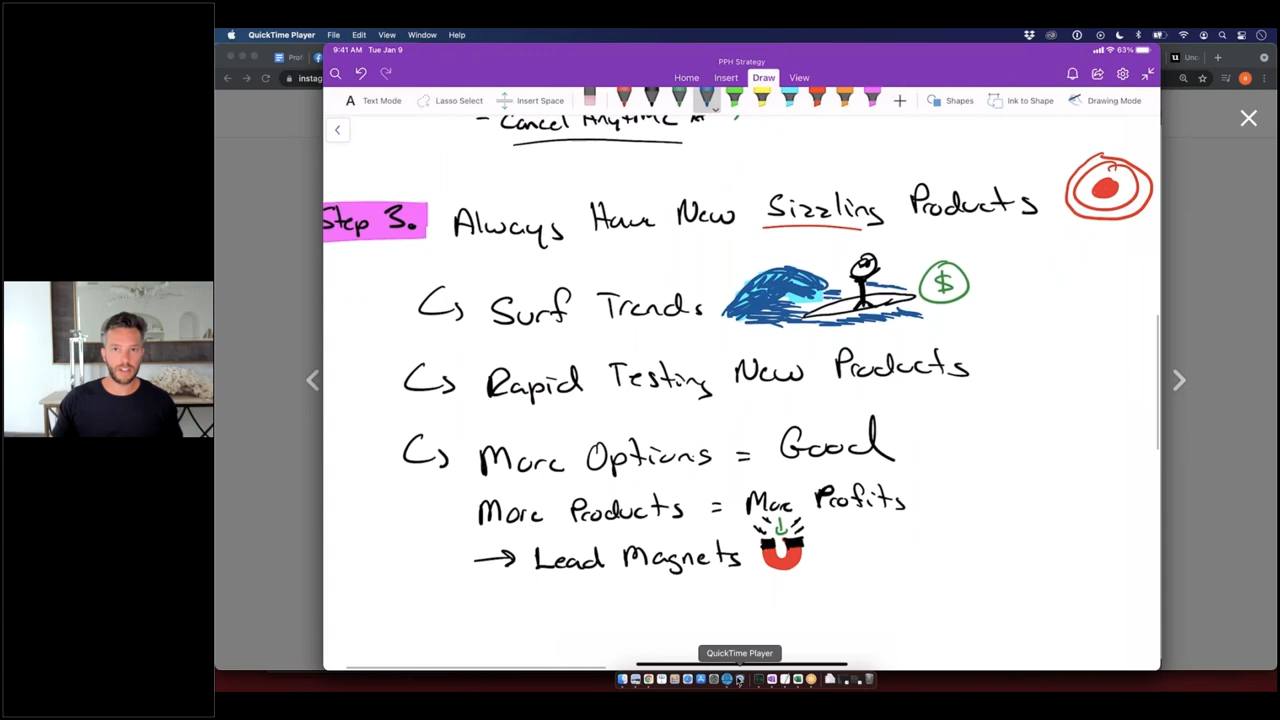 QuickTime Player File Edit View Window Help
9:41 AM Tue Jan 9
63%
PPH Strategy
Home Insert Draw View
Text Mode Lasso Select Insert Space Shapes Ink to Shape Drawing Mode
instag
- Cancel Anytime
Step 3. Always Have New Sizzling Products
Surf Trends $
Rapid Testing New Products
More Options = Good
More Products = More Profits
→ Lead Magnets
QuickTime Player